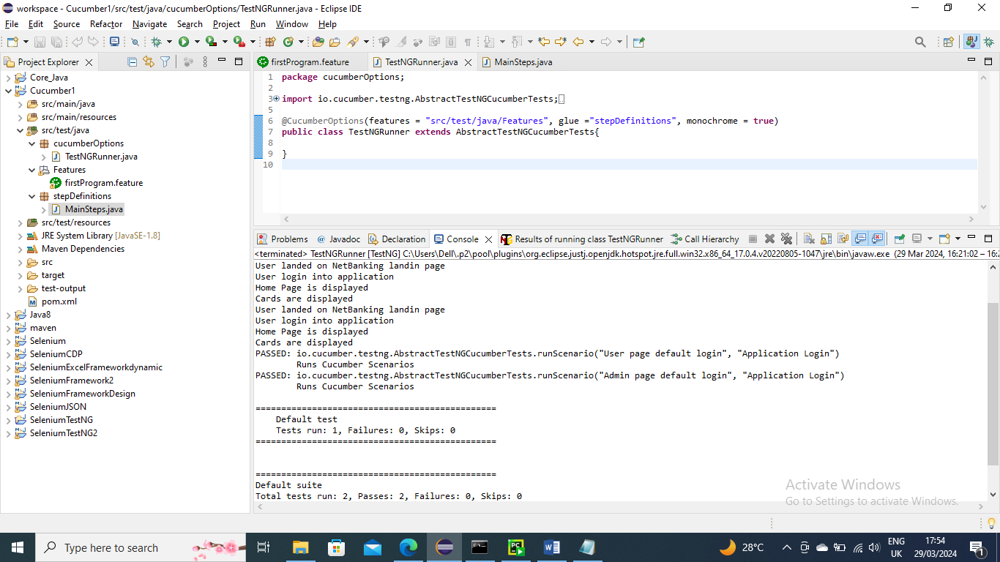 workspace - Cucumber1/src/test/java/cucumberOptions/TestNGRunner.java - Eclipse IDE
File Edit Source Refactor Navigate Search Project Run Window Help
Project Explorer
Core_Java
Cucumber1
src/main/java
src/main/resources
src/test/java
cucumberOptions
TestNGRunner.java
Features
firstProgram.feature
stepDefinitions
MainSteps.java
src/test/resources
JRE System Library [JavaSE-1.8]
Maven Dependencies
src
target
test-output
pom.xml
Java8
maven
Selenium
SeleniumCDP
SeleniumExcelFrameworkdynamic
SeleniumFramework2
SeleniumFrameworkDesign
SeleniumJSON
SeleniumTestNG
SeleniumTestNG2
firstProgram.feature TestNGRunner.java MainSteps.java
1 package cucumberOptions;
2
3 import io.cucumber.testng.AbstractTestNGCucumberTests;
5
6 @CucumberOptions(features = "src/test/java/Features", glue ="stepDefinitions", monochrome = true)
7 public class TestNGRunner extends AbstractTestNGCucumberTests{
8
9 }
10
Problems Javadoc Declaration Console Results of running class TestNGRunner Call Hierarchy
<terminated> TestNGRunner [TestNG] C:\Users\Dell\.p2\pool\plugins\org.eclipse.justj.openjdk.hotspot.jre.full.win32.x86_64_17.0.4.v20220805-1047\jre\bin\javaw.exe (29 Mar 2024, 16:21:02 – 16:2
User landed on NetBanking landin page
User login into application
Home Page is displayed
Cards are displayed
User landed on NetBanking landin page
User login into application
Home Page is displayed
Cards are displayed
PASSED: io.cucumber.testng.AbstractTestNGCucumberTests.runScenario("User page default login", "Application Login")
Runs Cucumber Scenarios
PASSED: io.cucumber.testng.AbstractTestNGCucumberTests.runScenario("Admin page default login", "Application Login")
Runs Cucumber Scenarios
===============================================
Default test
Tests run: 1, Failures: 0, Skips: 0
===============================================
===============================================
Default suite
Total tests run: 2, Passes: 2, Failures: 0, Skips: 0
Activate Windows
Go to Settings to activate Windows.
Type here to search
28°C
ENG
UK
17:54
29/03/2024
1